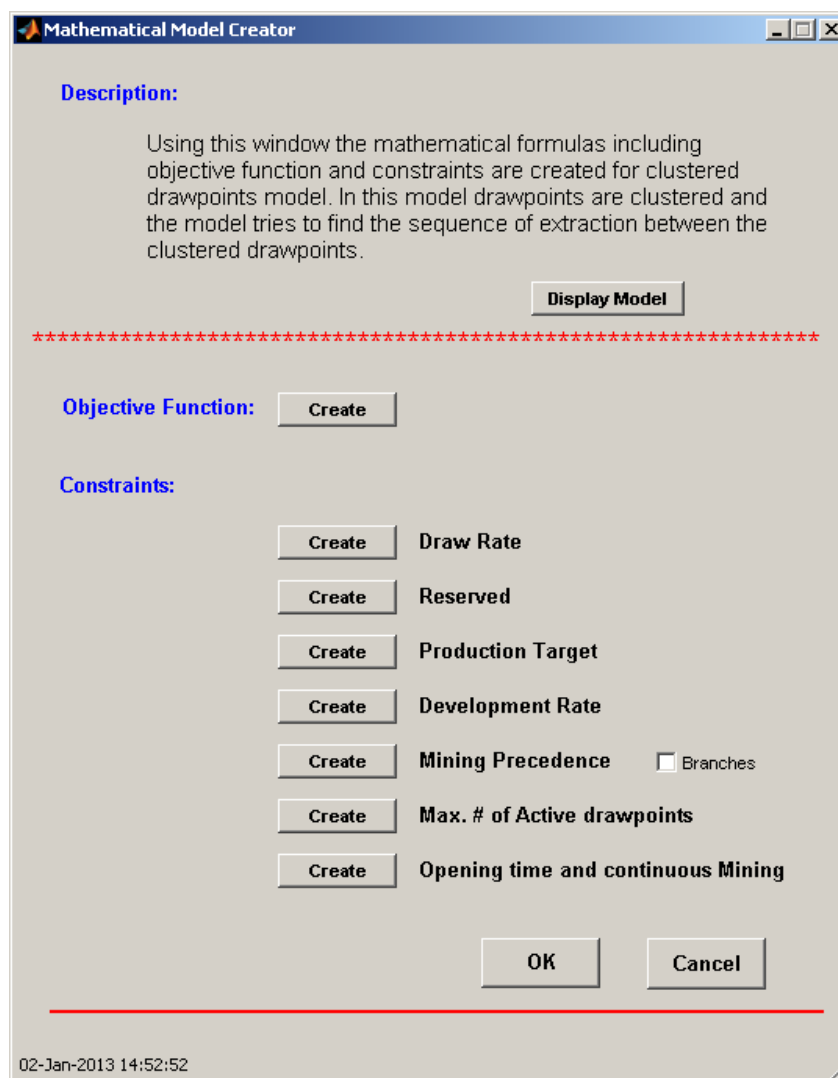 Mathematical Model Creator
Description:
Using this window the mathematical formulas including
objective function and constraints are created for clustered
drawpoints model. In this model drawpoints are clustered and
the model tries to find the sequence of extraction between the
clustered drawpoints.
Display Model
***************************************************************
Objective Function: Create
Constraints:
Create Draw Rate
Create Reserved
Create Production Target
Create Development Rate
Create Mining Precedence Branches
Create Max. # of Active drawpoints
Create Opening time and continuous Mining
OK Cancel
02-Jan-2013 14:52:52